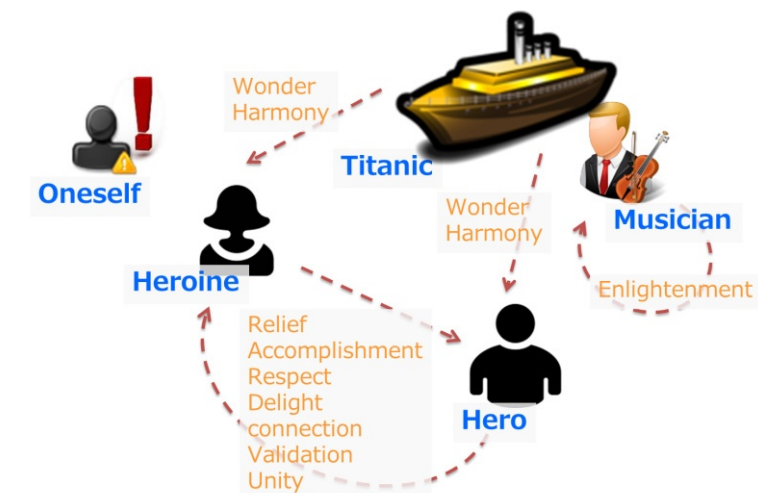 Wonder
Harmony
Titanic
Oneself
Wonder
Harmony
Musician
Heroine
Enlightenment
Relief
Accomplishment
Respect
Delight
connection
Validation
Unity
Hero